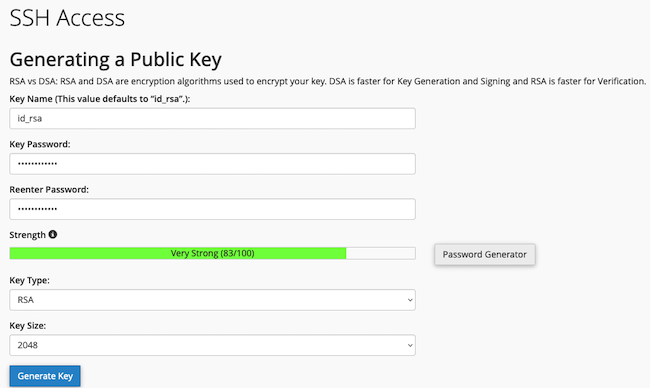 SSH Access
Generating a Public Key
RSA vs DSA: RSA and DSA are encryption algorithms used to encrypt your key. DSA is faster for Key Generation and Signing and RSA is faster for Verification.
Key Name (This value defaults to “id_rsa”.):
id_rsa
Key Password:
••••••••••••
Reenter Password:
••••••••••••
Strength
Very Strong (83/100)
Password Generator
Key Type:
RSA
Key Size:
2048
Generate Key